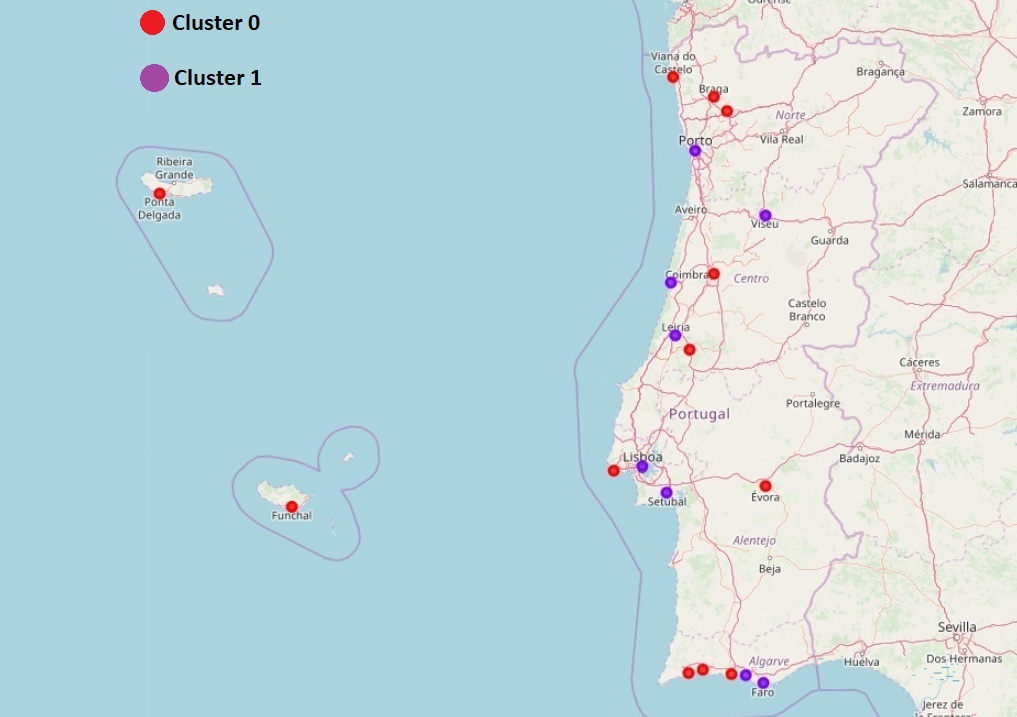 Cluster 0
Cluster 1
Ourense
Viana do
Castelo
Bragança
Braga
Zamora
Norte
Porto
Vila Real
Ribeira
Grande
Salamanca
Ponta
Delgada
Aveiro
Viseu
Guarda
Coimbra
Centro
Castelo
Branco
Leiria
Cáceres
Extremadura
Portalegre
Portugal
Mérida
Lisboa
Badajoz
Évora
Setúbal
Funchal
Alentejo
Beja
Sevilla
Algarve
Huelva
Dos Hermanas
Faro
Jerez de
la Frontera